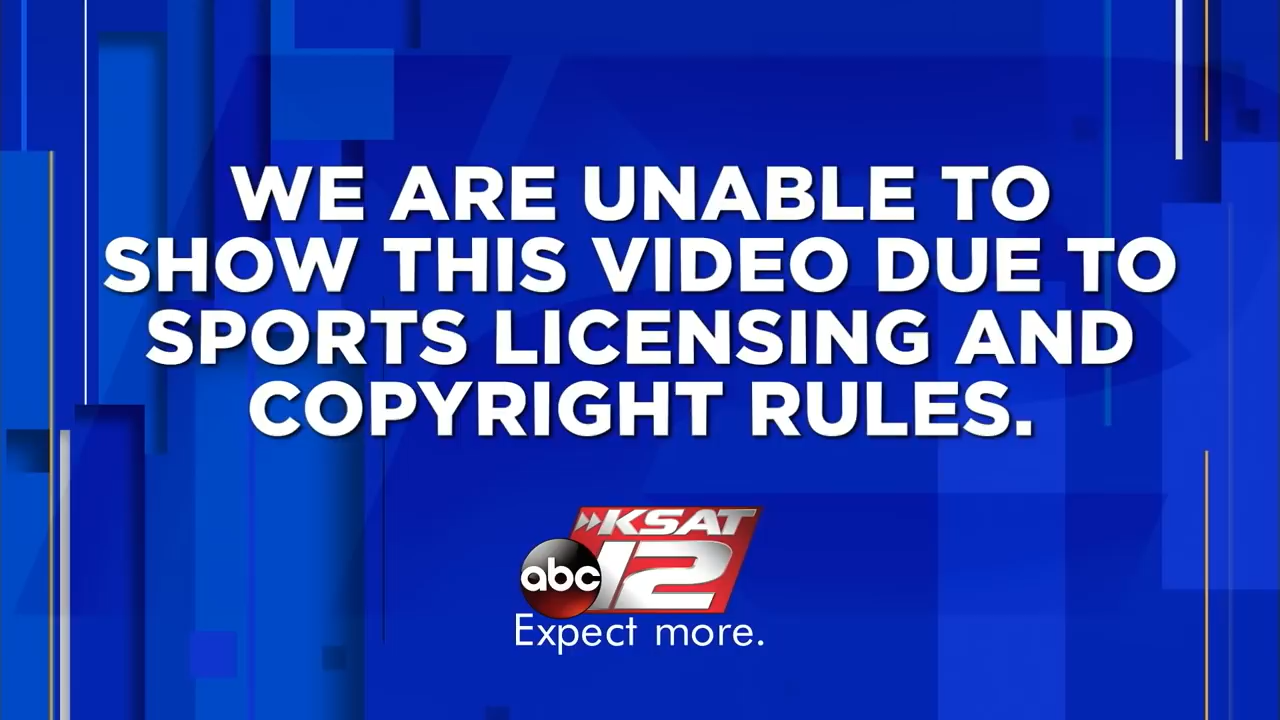 WE ARE UNABLE TO
SHOW THIS VIDEO DUE TO
SPORTS LICENSING AND
COPYRIGHT RULES.
KSAT
abc 12
Expect more.